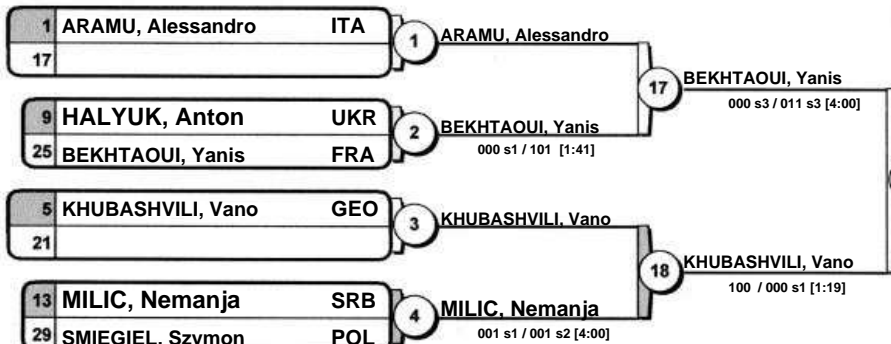 1 ARAMU, Alessandro ITA
17
1 ARAMU, Alessandro
9 HALYUK, Anton UKR
25 BEKHTAOUI, Yanis FRA
2 BEKHTAOUI, Yanis
000 s1 / 101 [1:41]
17 BEKHTAOUI, Yanis
000 s3 / 011 s3 [4:00]
5 KHUBASHVILI, Vano GEO
21
3 KHUBASHVILI, Vano
13 MILIC, Nemanja SRB
29 SMIEGIEL, Szymon POL
4 MILIC, Nemanja
001 s1 / 001 s2 [4:00]
18 KHUBASHVILI, Vano
100 / 000 s1 [1:19]